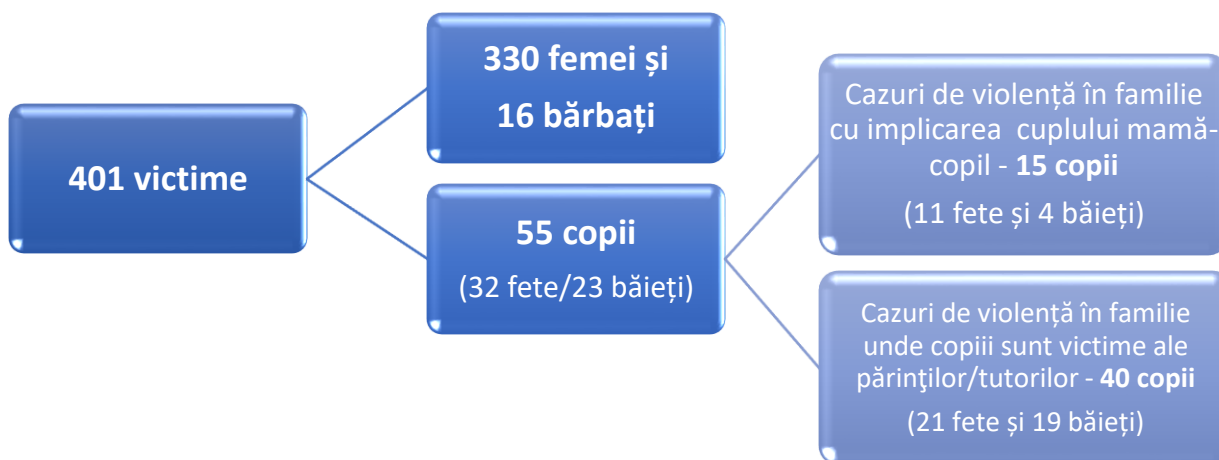 401 victime
330 femei și
16 bărbați
55 copii
(32 fete/23 băieți)
Cazuri de violență în familie
cu implicarea cuplului mamă-
copil - 15 copii
(11 fete și 4 băieți)
Cazuri de violență în familie
unde copiii sunt victime ale
părinţilor/tutorilor - 40 copii
(21 fete și 19 băieți)